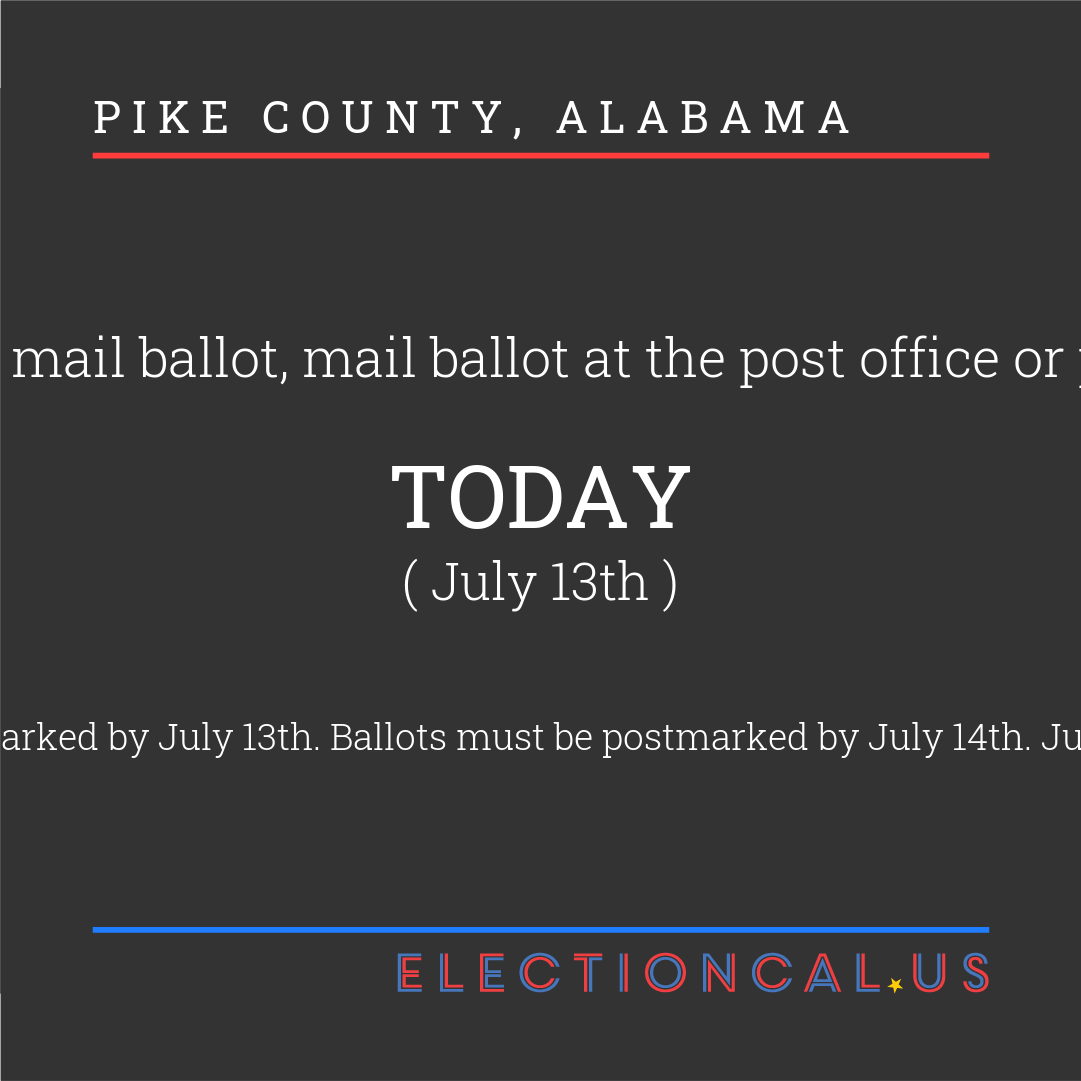 PIKE COUNTY, ALABAMA
mail ballot, mail ballot at the post office or
TODAY
( July 13th )
arked by July 13th. Ballots must be postmarked by July 14th. Ju
ELECTIONCAL.US